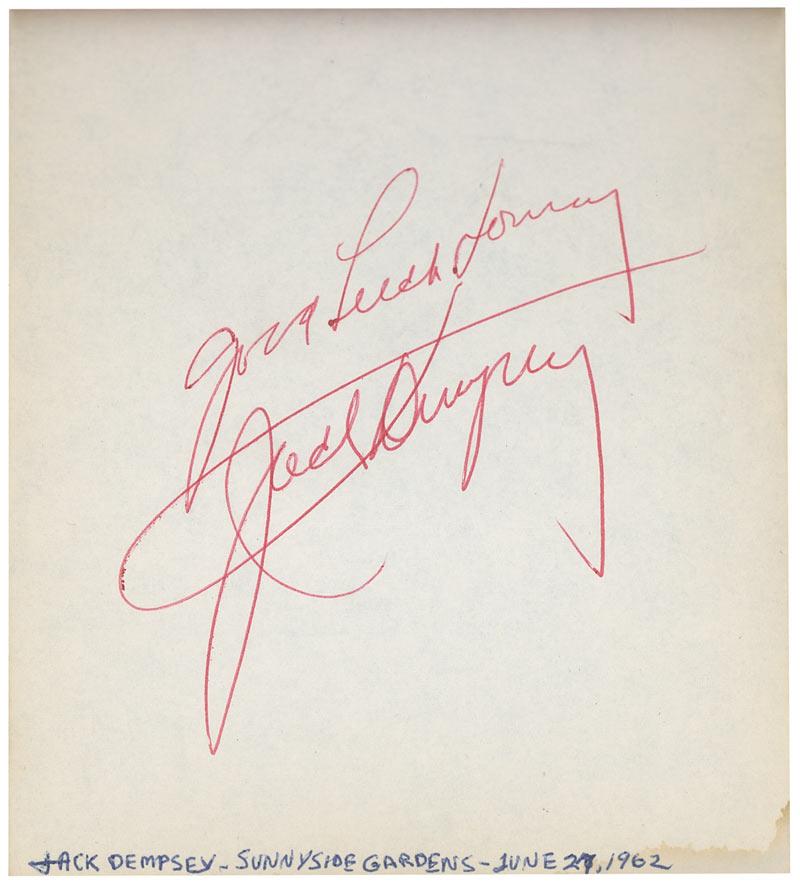 Good Luck Tommy
Jack Dempsey
JACK DEMPSEY - SUNNYSIDE GARDENS - JUNE 27, 1962